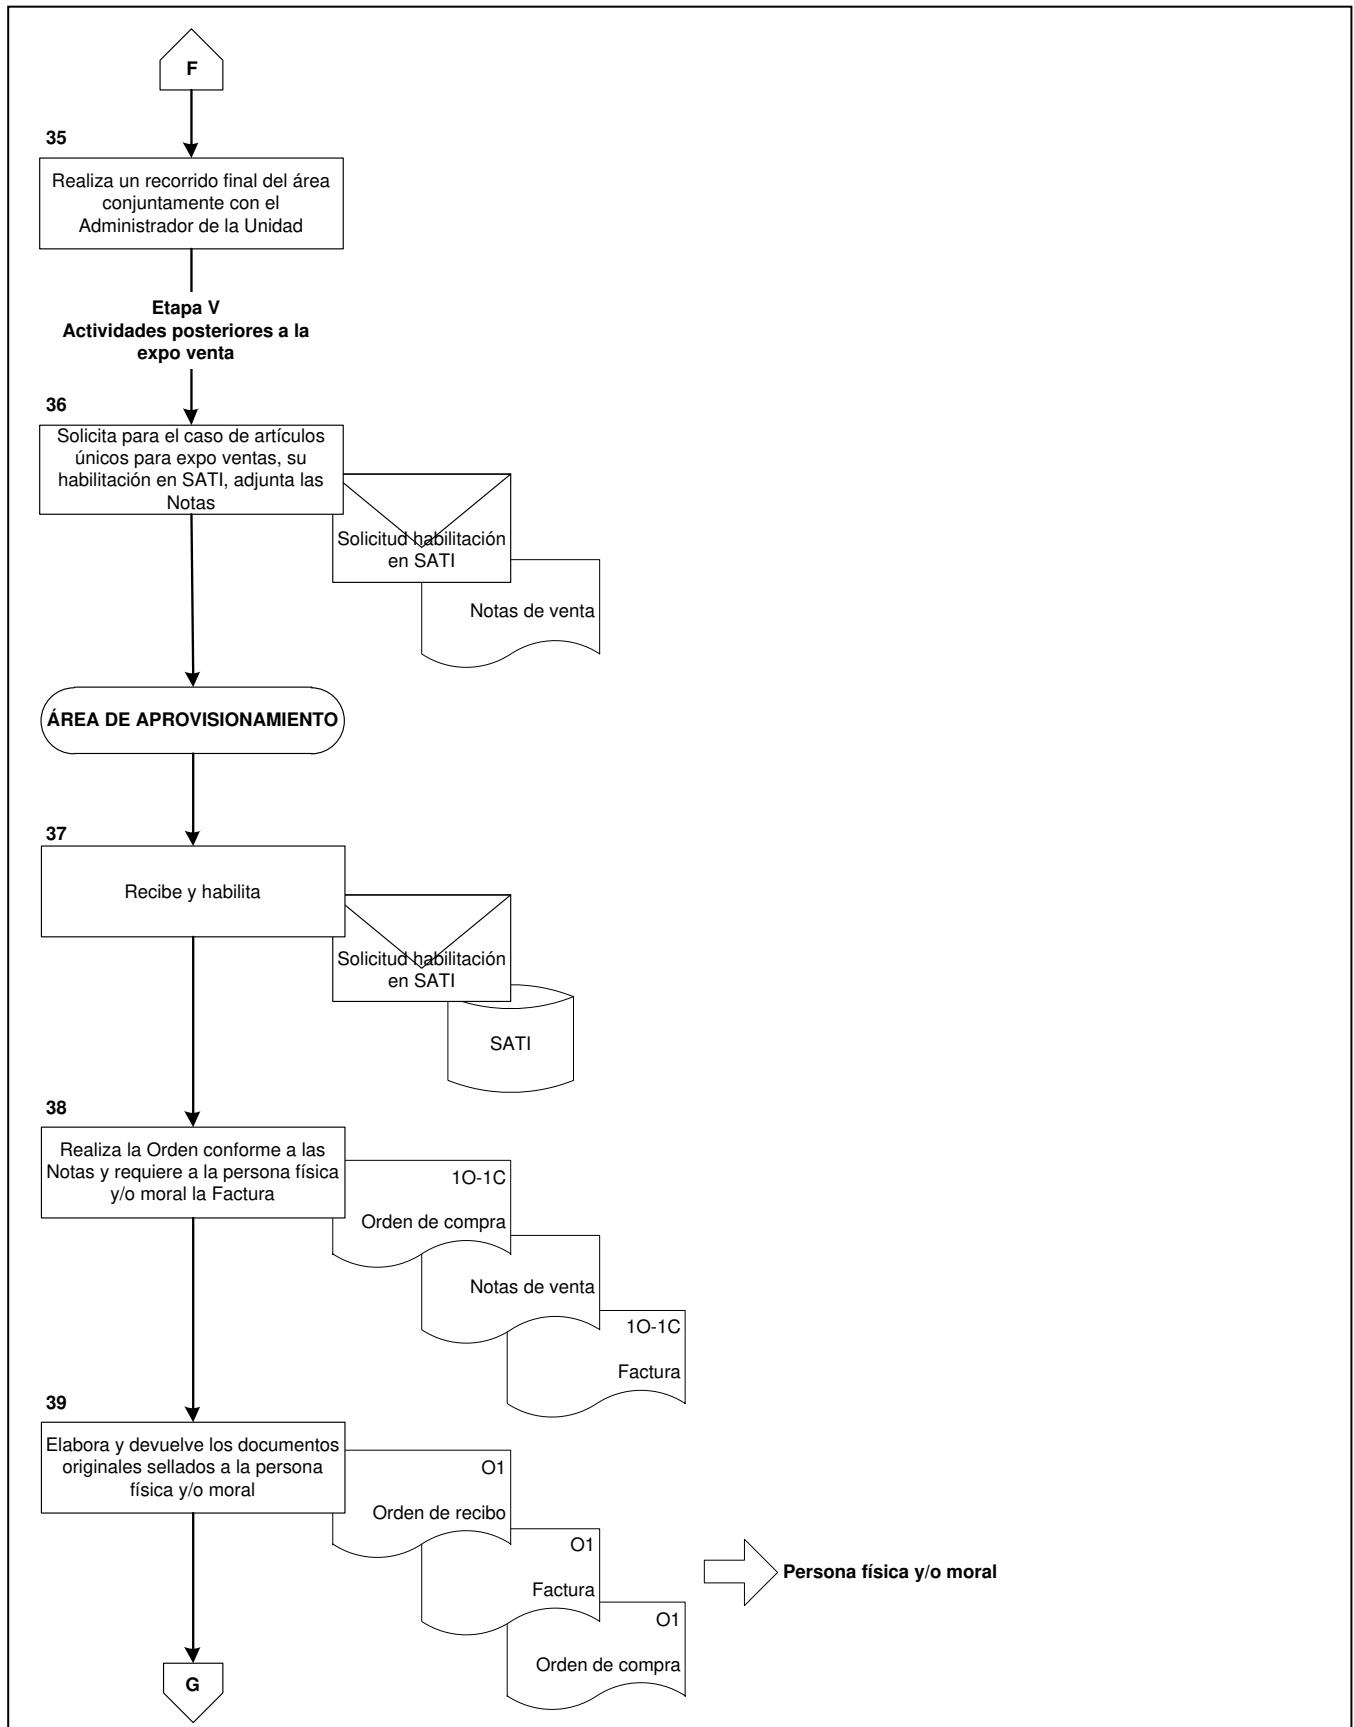 F
35
Realiza un recorrido final del área
conjuntamente con el
Administrador de la Unidad
Etapa V
Actividades posteriores a la
expo venta
36
Solicita para el caso de artículos
únicos para expo ventas, su
habilitación en SATI, adjunta las
Notas
Solicitud habilitación
en SATI
Notas de venta
ÁREA DE APROVISIONAMIENTO
37
Recibe y habilita
Solicitud habilitación
en SATI
SATI
38
Realiza la Orden conforme a las
Notas y requiere a la persona física
y/o moral la Factura
1O-1C
Orden de compra
Notas de venta
1O-1C
Factura
39
Elabora y devuelve los documentos
originales sellados a la persona
física y/o moral
O1
Orden de recibo
O1
Factura
O1
Orden de compra
Persona física y/o moral
G